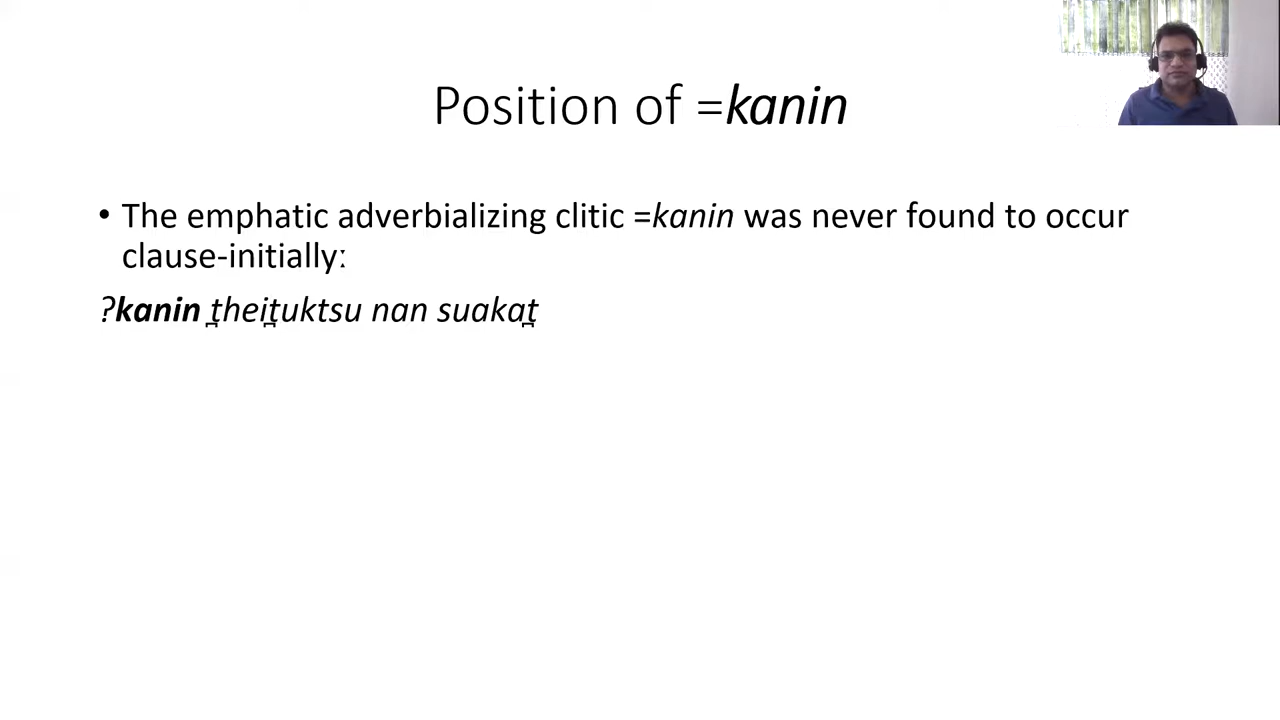 Position of =kanin
• The emphatic adverbializing clitic =kanin was never found to occur
clause-initiallyː
?kanin t̪heit̪uktsu nan suakat̪